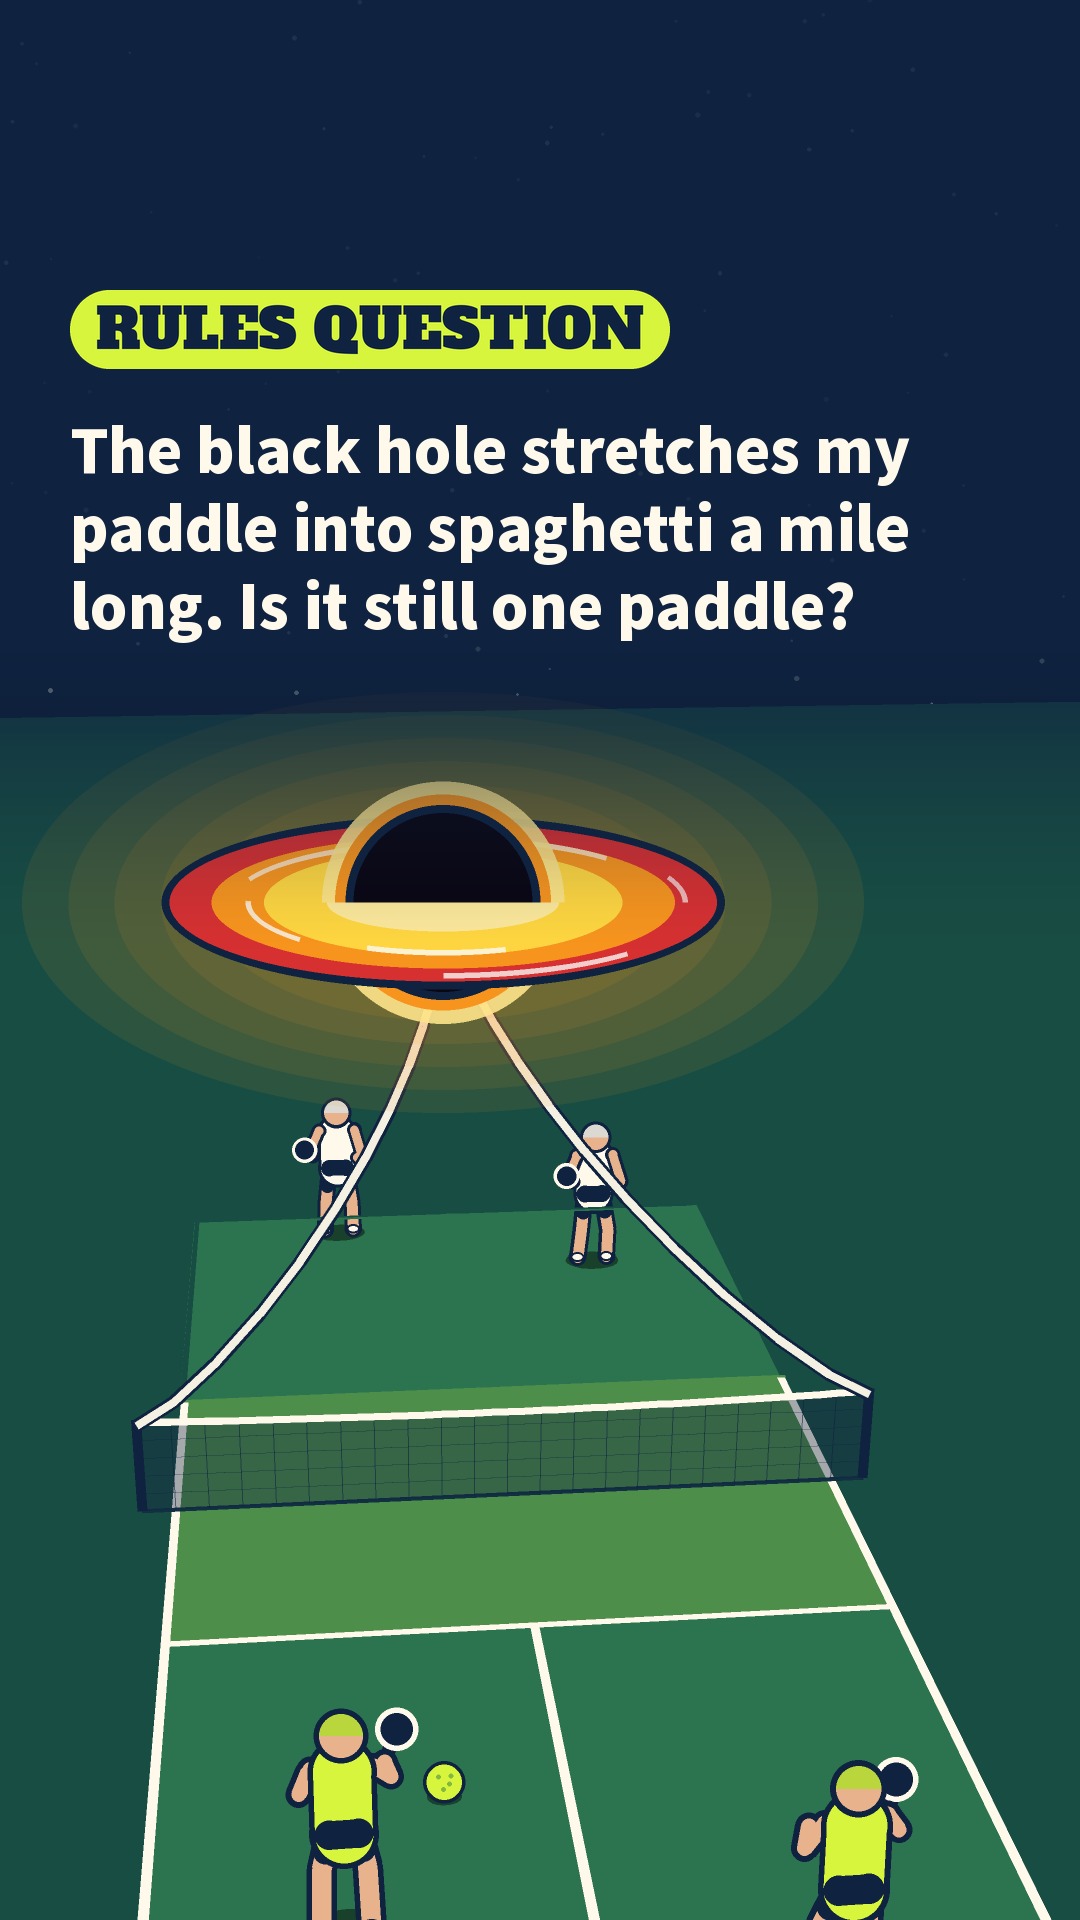 RULES QUESTION
The black hole stretches my
paddle into spaghetti a mile
long. Is it still one paddle?